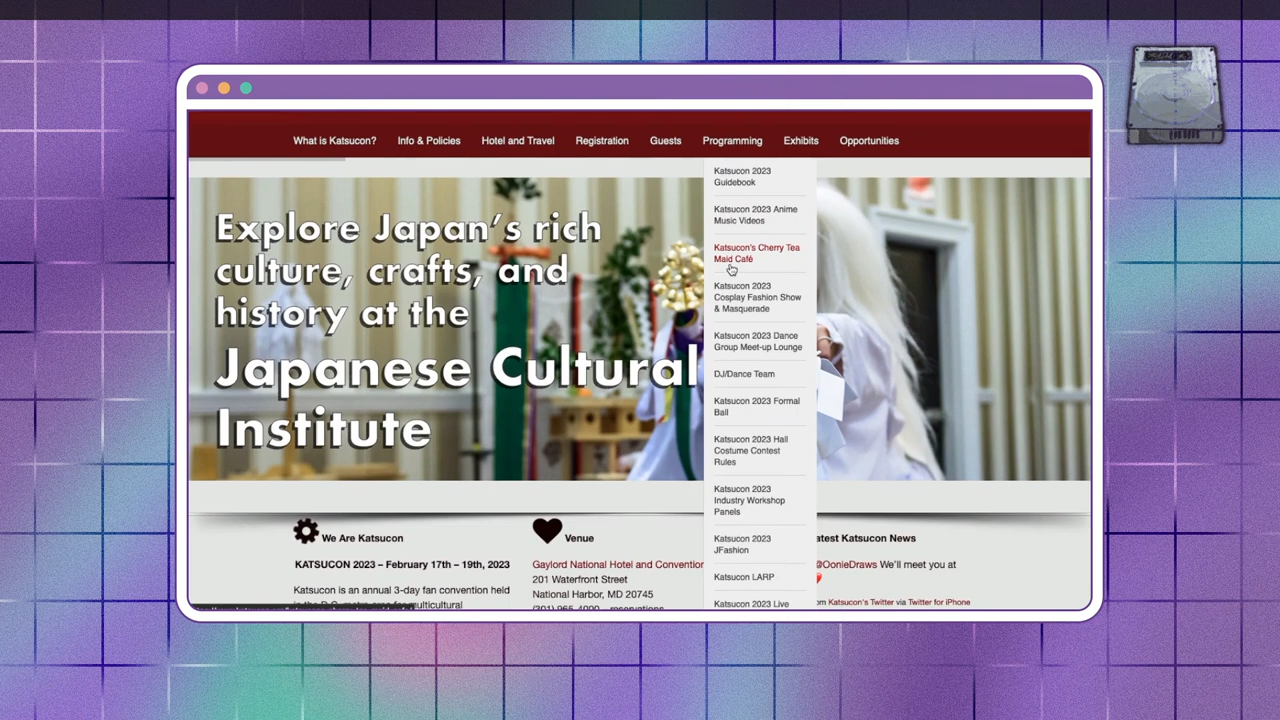 What is Katsucon? Info & Policies Hotel and Travel Registration Guests Programming Exhibits Opportunities
Explore Japan's rich
culture, crafts, and
history at the
Japanese Cultural
Institute
Katsucon 2023
Guidebook
Katsucon 2023 Anime
Music Videos
Katsucon's Cherry Tea
Maid Café
Katsucon 2023
Cosplay Fashion Show
& Masquerade
Katsucon 2023 Dance
Group Meet-up Lounge
DJ/Dance Team
Katsucon 2023 Formal
Ball
Katsucon 2023 Hall
Costume Contest
Rules
Katsucon 2023
Industry Workshop
Panels
Katsucon 2023
JFashion
Katsucon LARP
Katsucon 2023 Live
We Are Katsucon
KATSUCON 2023 – February 17th – 19th, 2023
Katsucon is an annual 3-day fan convention held
multicultural
Venue
Gaylord National Hotel and Convention
201 Waterfront Street
National Harbor, MD 20745
(301) 965-4000 – reservations
atest Katsucon News
@OonieDraws We'll meet you at
om Katsucon's Twitter via Twitter for iPhone